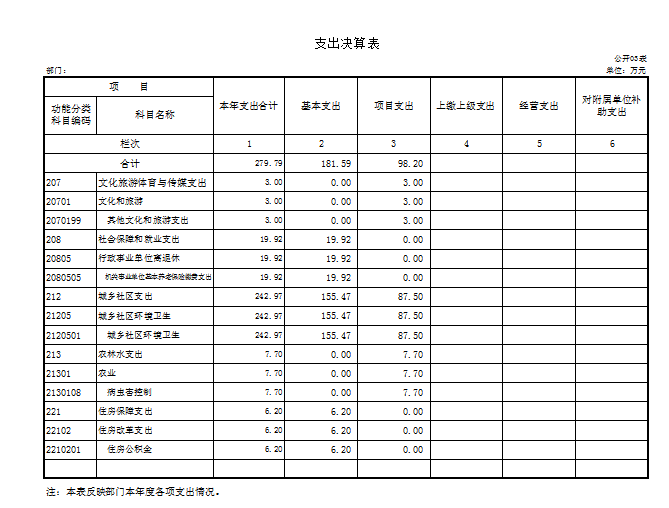 支出决算表
公开05表
部门： 单位：万元
项 目 本年支出合计 基本支出 项目支出 上缴上级支出 经营支出 对附属单位补助支出
功能分类科目编码 科目名称
栏次 1 2 3 4 5 6
合计 279.79 181.59 98.20
207 文化旅游体育与传媒支出 3.00 0.00 3.00
20701 文化和旅游 3.00 0.00 3.00
2070199 其他文化和旅游支出 3.00 0.00 3.00
208 社会保障和就业支出 19.92 19.92 0.00
20805 行政事业单位离退休 19.92 19.92 0.00
2080505 机关事业单位基本养老保险缴费支出 19.92 19.92 0.00
212 城乡社区支出 242.97 155.47 87.50
21205 城乡社区环境卫生 242.97 155.47 87.50
2120501 城乡社区环境卫生 242.97 155.47 87.50
213 农林水支出 7.70 0.00 7.70
21301 农业 7.70 0.00 7.70
2130108 病虫害控制 7.70 0.00 7.70
221 住房保障支出 6.20 6.20 0.00
22102 住房改革支出 6.20 6.20 0.00
2210201 住房公积金 6.20 6.20 0.00
注：本表反映部门本年度各项支出情况。